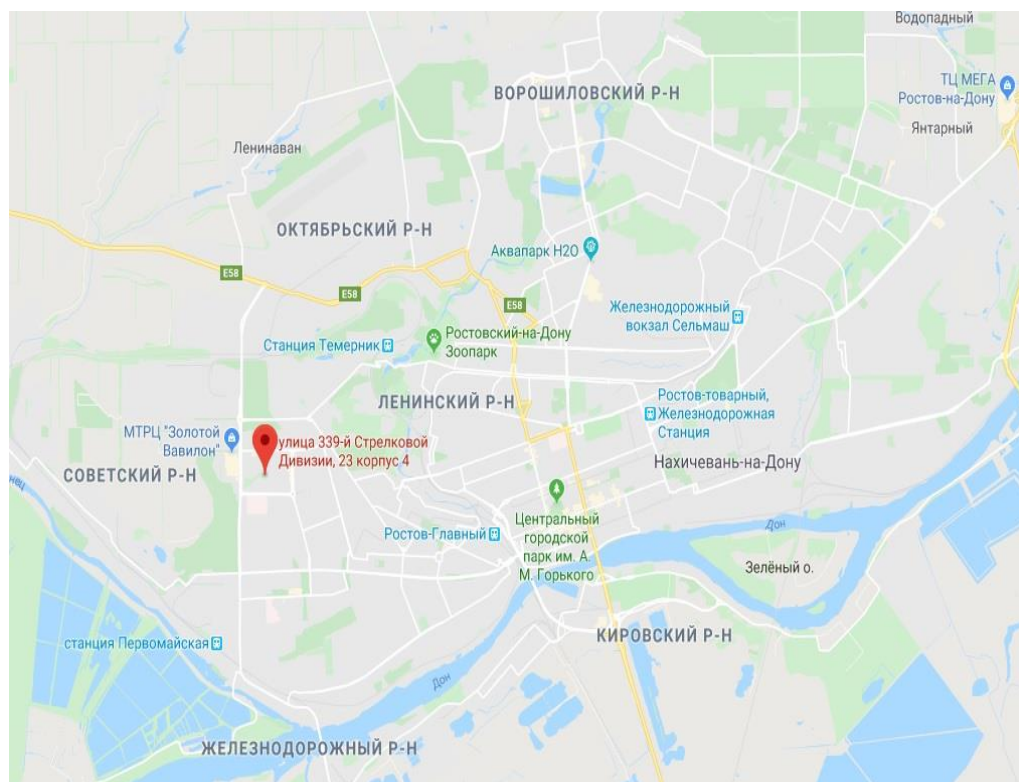 Водопадный
ТЦ МЕГА
Ростов-на-Дону
ВОРОШИЛОВСКИЙ Р-Н
Янтарный
Ленинаван
ОКТЯБРЬСКИЙ Р-Н
Аквапарк H2O
E58
E58
E58
Железнодорожный
вокзал Сельмаш
Станция Темерник
Ростовский-на-Дону
Зоопарк
ЛЕНИНСКИЙ Р-Н
Ростов-товарный,
Железнодорожная
Станция
МТРЦ "Золотой
Вавилон"
улица 339-й Стрелковой
Дивизии, 23 корпус 4
СОВЕТСКИЙ Р-Н
Нахичевань-на-Дону
Ростов-Главный
Центральный
городской
парк им. А.
М. Горького
Дон
Зелёный о.
КИРОВСКИЙ Р-Н
станция Первомайская
Дон
ЖЕЛЕЗНОДОРОЖНЫЙ Р-Н